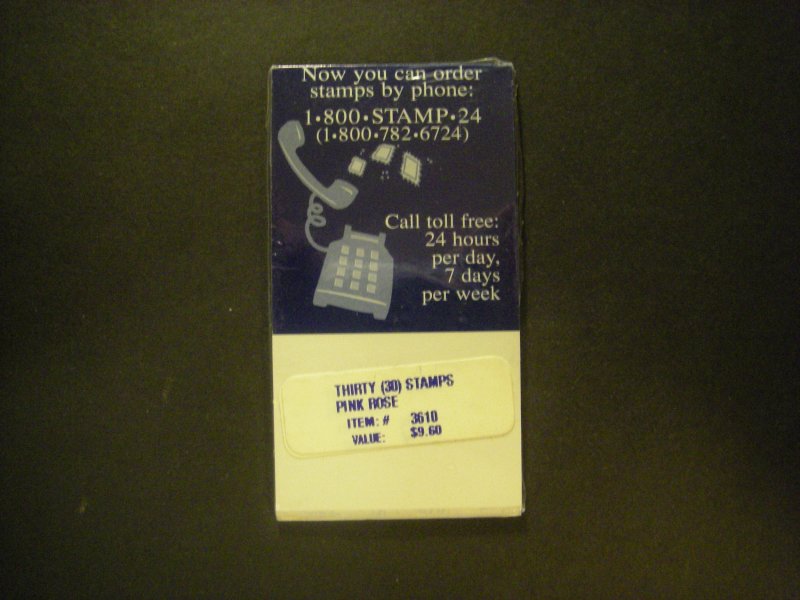 Now you can order
stamps by phone:
1•800•STAMP•24
(1•800•782•6724)
Call toll free:
24 hours
per day,
7 days
per week
THIRTY (30) STAMPS
PINK ROSE
ITEM: # 3610
VALUE: $9.60